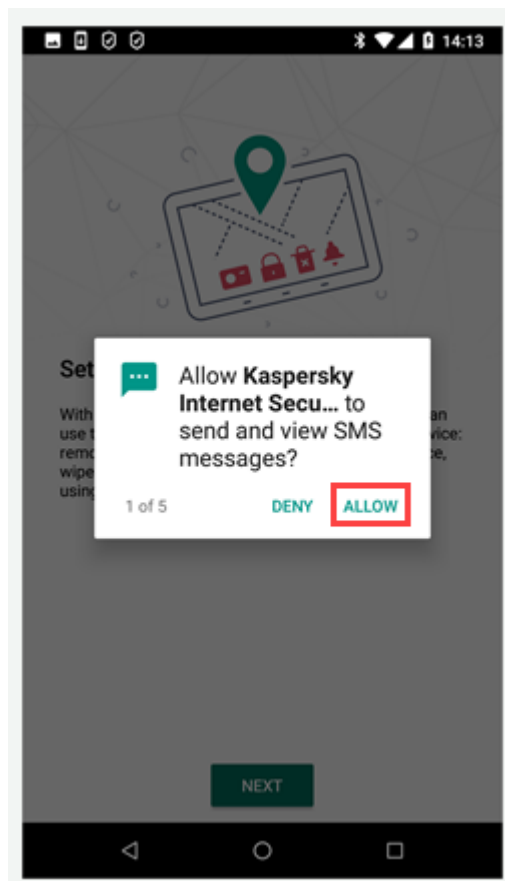 14:13
Set
With
an
use t
vice:
remo
ce,
wipe
using
Allow Kaspersky
Internet Secu... to
send and view SMS
messages?
1 of 5
DENY
ALLOW
NEXT